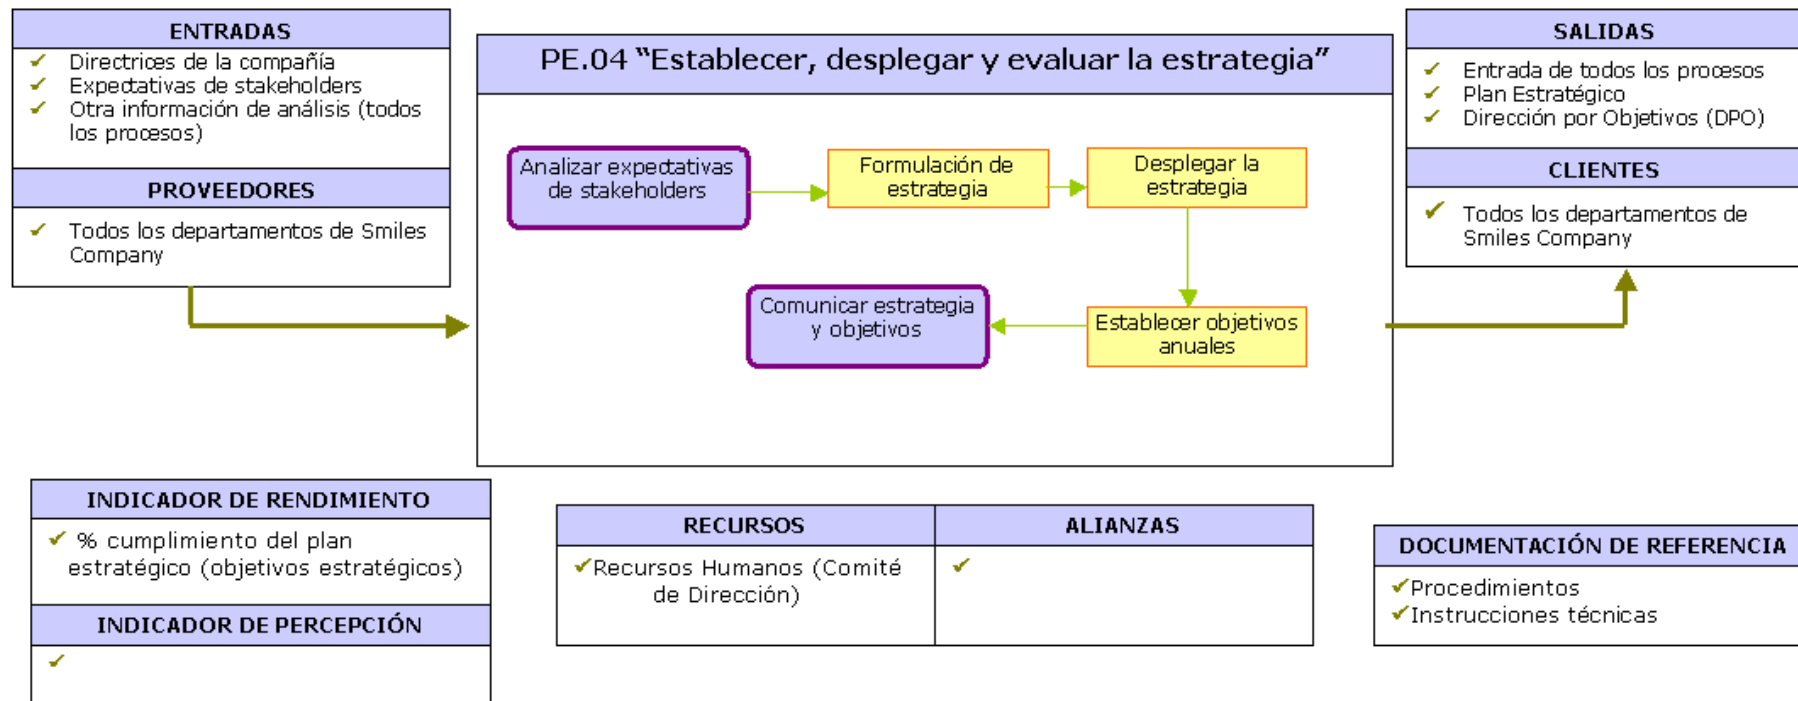 ENTRADAS
Directrices de la compañía
Expectativas de stakeholders
Otra información de análisis (todos
los procesos)
PROVEEDORES
Todos los departamentos de Smiles
Company
PE.04 “Establecer, desplegar y evaluar la estrategia”
Analizar expectativas
de stakeholders
Formulación de
estrategia
Desplegar la
estrategia
Comunicar estrategia
y objetivos
Establecer objetivos
anuales
SALIDAS
Entrada de todos los procesos
Plan Estratégico
Dirección por Objetivos (DPO)
CLIENTES
Todos los departamentos de
Smiles Company
INDICADOR DE RENDIMIENTO
% cumplimiento del plan
estratégico (objetivos estratégicos)
INDICADOR DE PERCEPCIÓN
RECURSOS
Recursos Humanos (Comité
de Dirección)
ALIANZAS
DOCUMENTACIÓN DE REFERENCIA
Procedimientos
Instrucciones técnicas